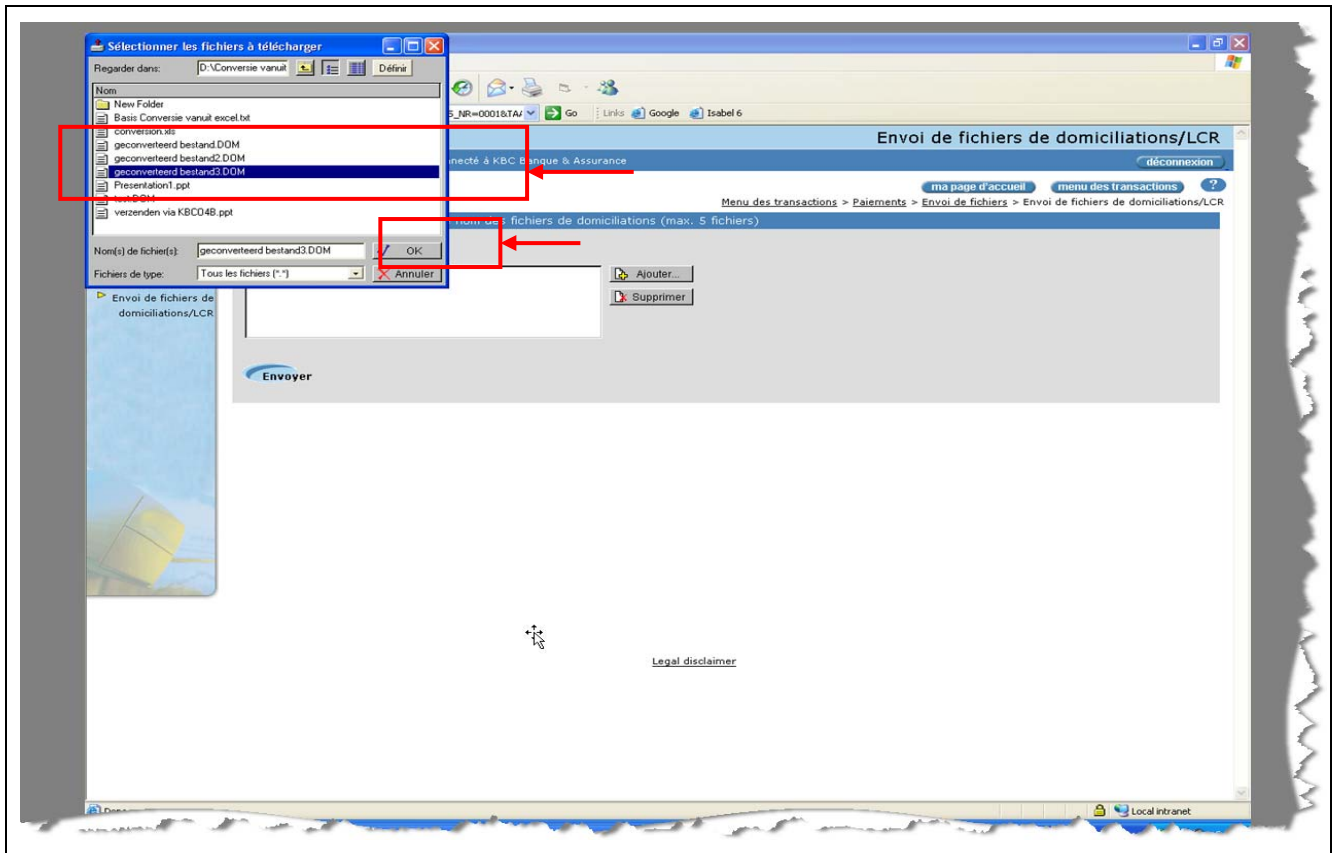 Sélectionner les fichiers à télécharger
Regarder dans: D:\Conversie vanuit Définir
Nom
New Folder
Basis Conversie vanuit excel.txt
conversion.xls
geconverteerd bestand.DOM
geconverteerd bestand2.DOM
geconverteerd bestand3.DOM
Presentation1.ppt
test.DOM
verzenden via KBC04B.ppt
Nom(s) de fichier(s): geconverteerd bestand3.DOM OK
Fichiers de type: Tous les fichiers (*.*) Annuler
5_NR=0001&TA/ Go Links Google Isabel 6
Envoi de fichiers de domiciliations/LCR
necté à KBC Banque & Assurance déconnexion
ma page d'accueil menu des transactions ?
Menu des transactions > Paiements > Envoi de fichiers > Envoi de fichiers de domiciliations/LCR
nom des fichiers de domiciliations (max. 5 fichiers)
Ajouter...
Supprimer
Envoi de fichiers de
domiciliations/LCR
Envoyer
Legal disclaimer
Local intranet